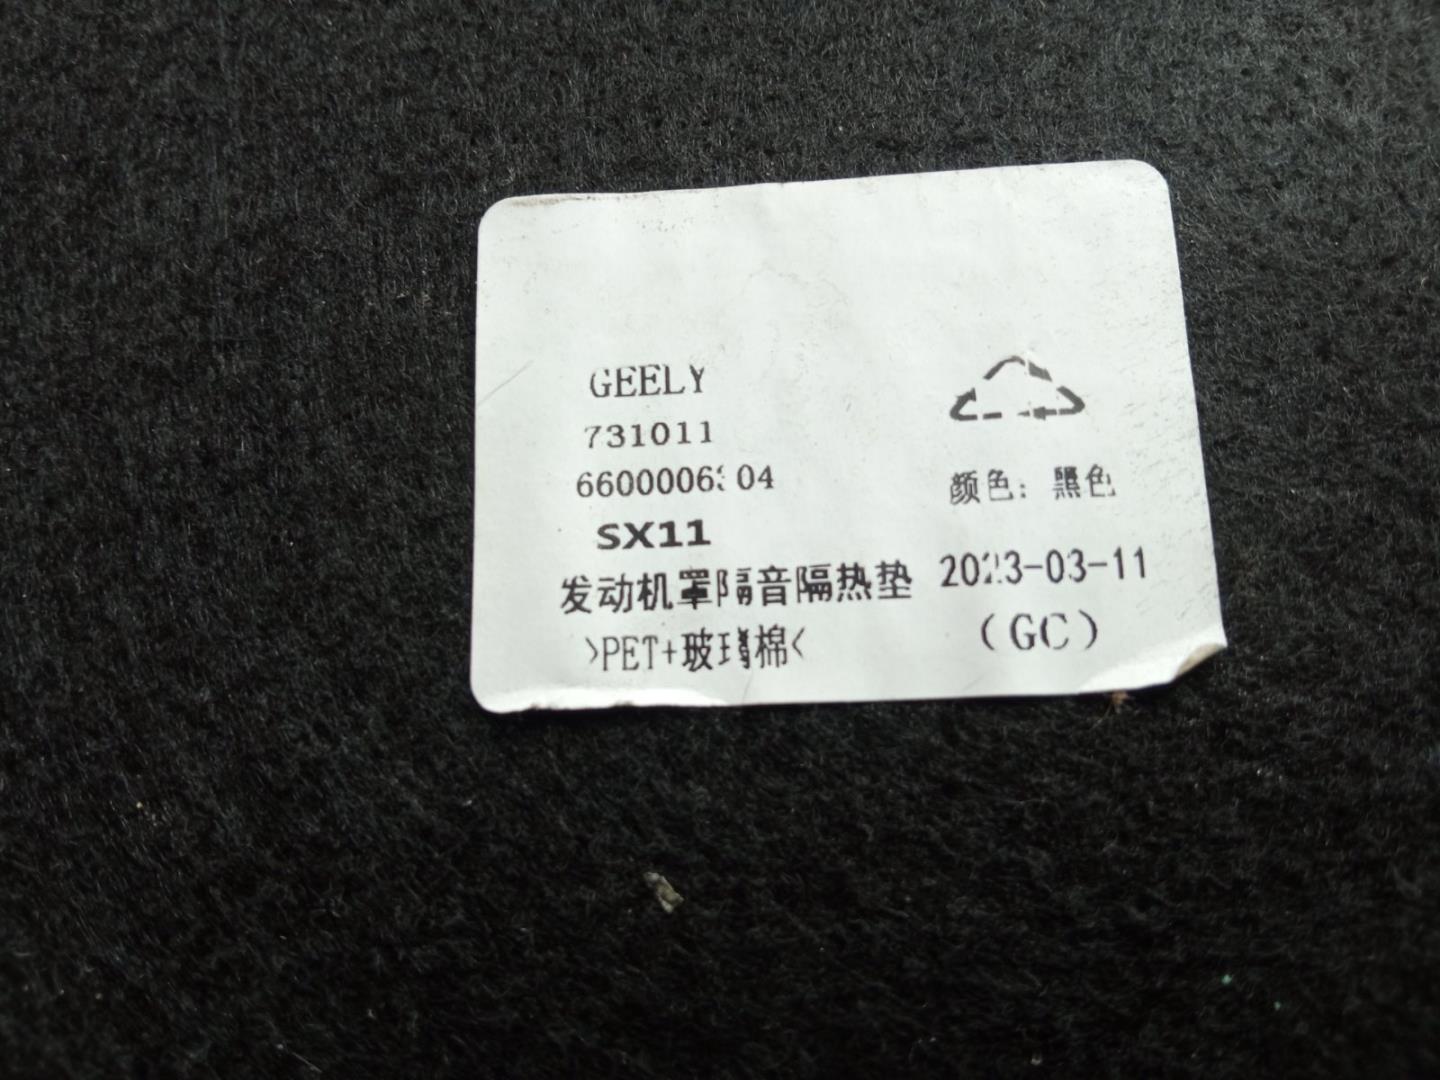 GEELY
731011
SX11
颜色：黑色
发动机罩隔音隔热垫
2023-03-11
>PET+玻璃棉<
(GC)